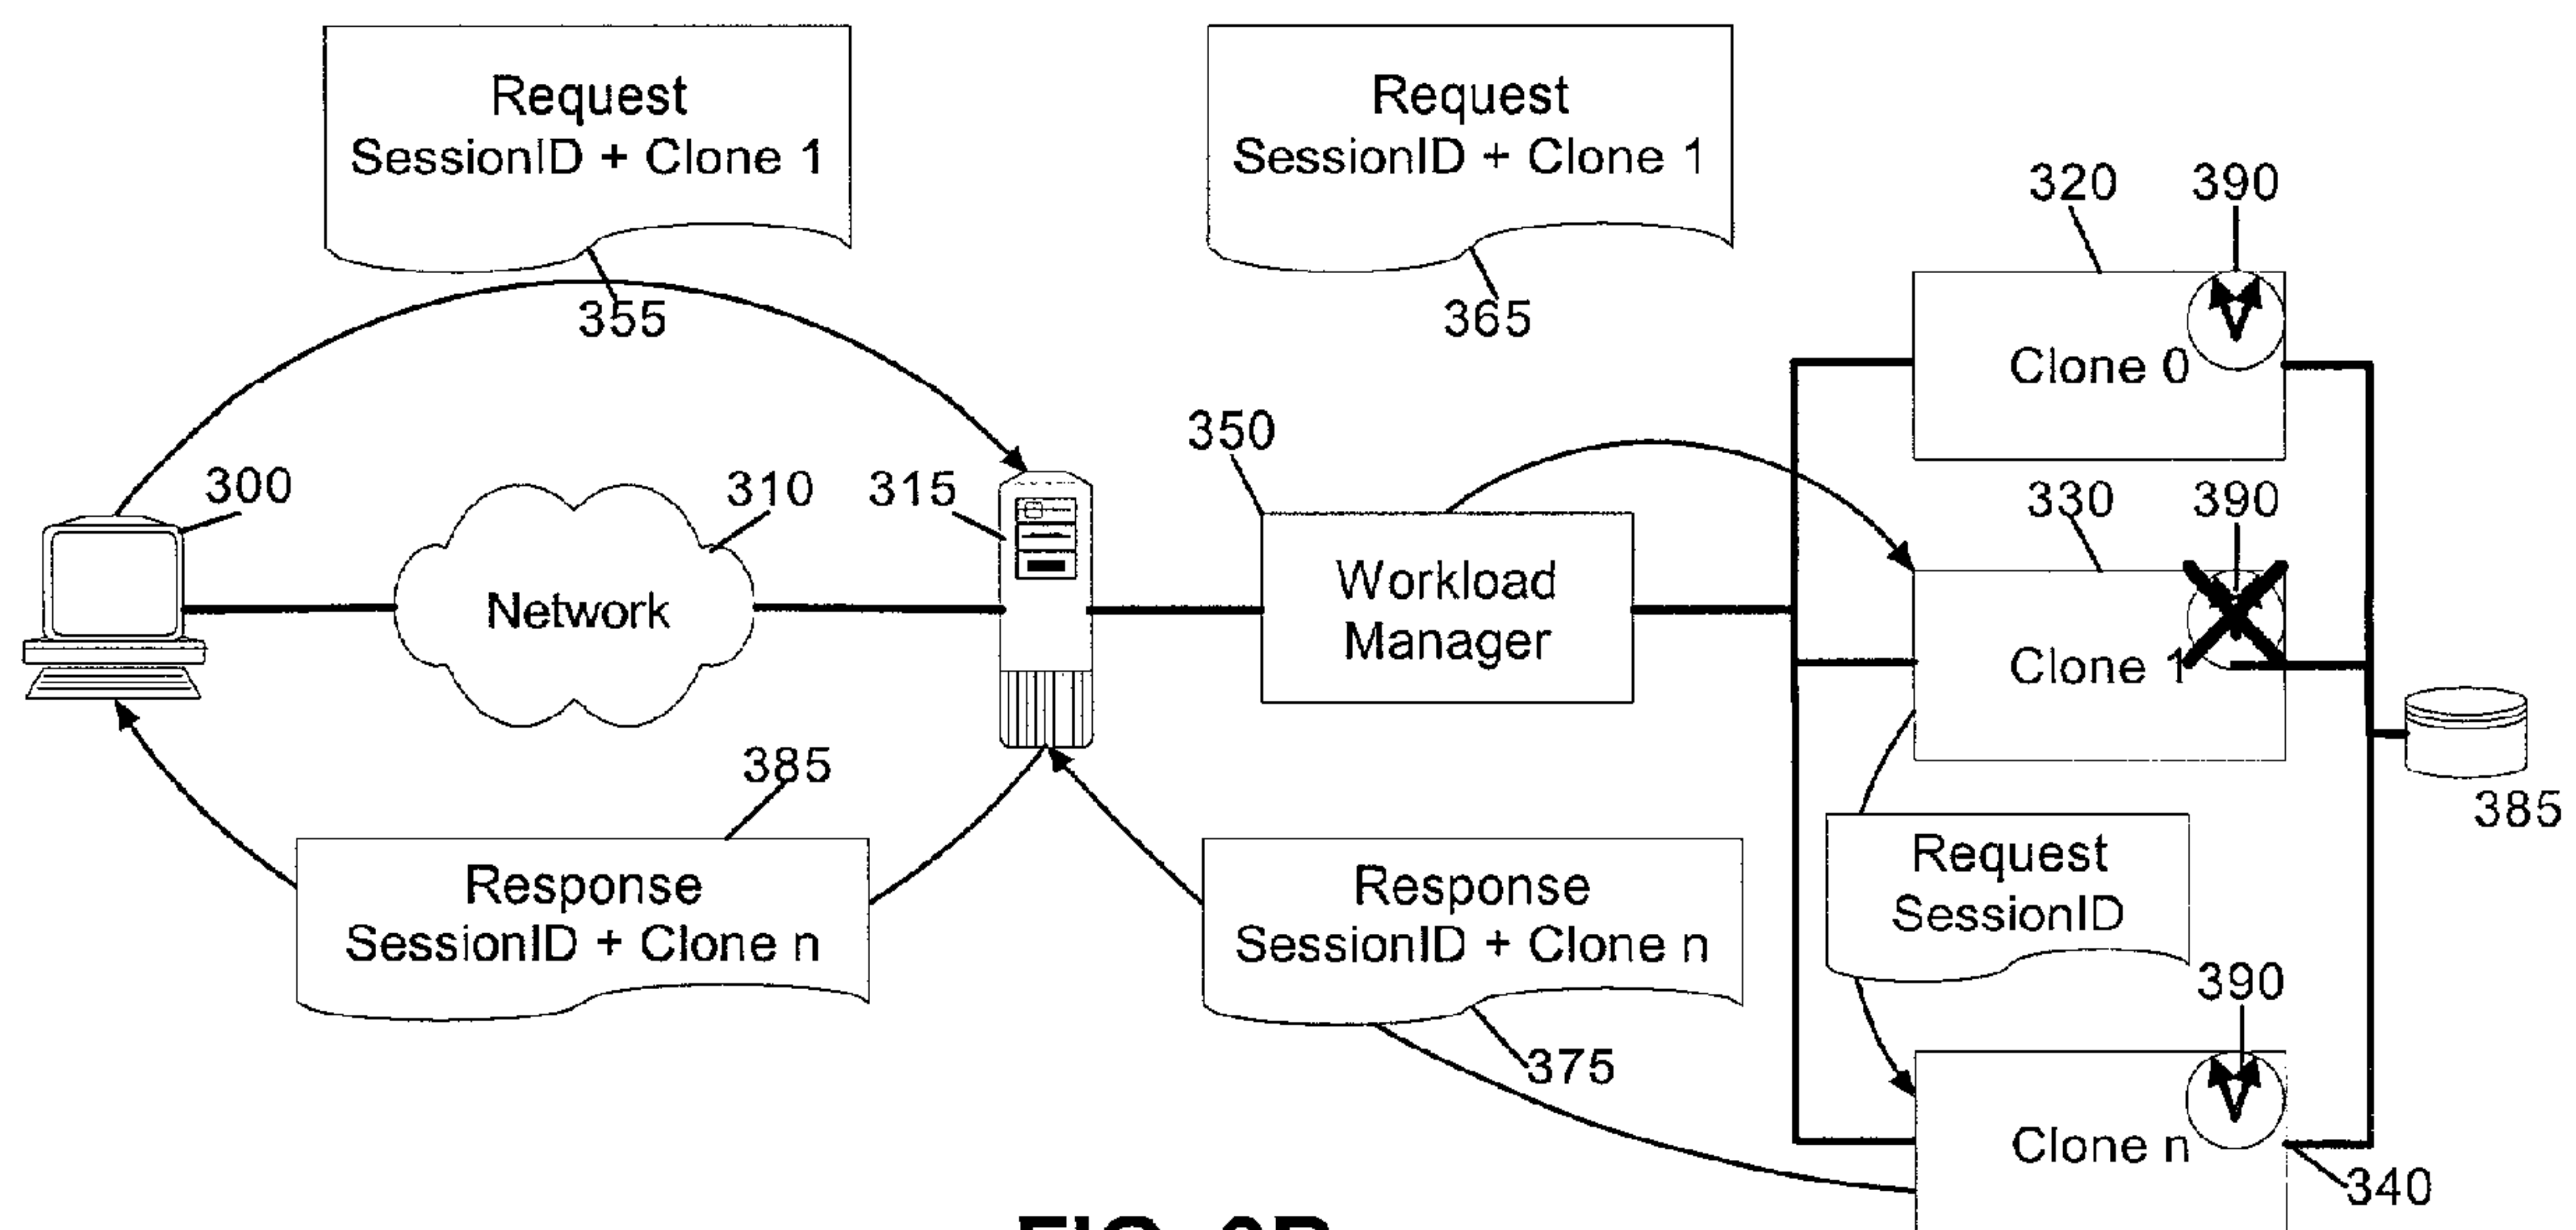 Request
SessionID + Clone 1
355
Request
SessionID + Clone 1
365
320
390
Clone 0
300
310
315
350
Network
Workload
Manager
330
390
Clone 1
385
385
Response
SessionID + Clone n
Response
SessionID + Clone n
375
Request
SessionID
390
Clone n
340